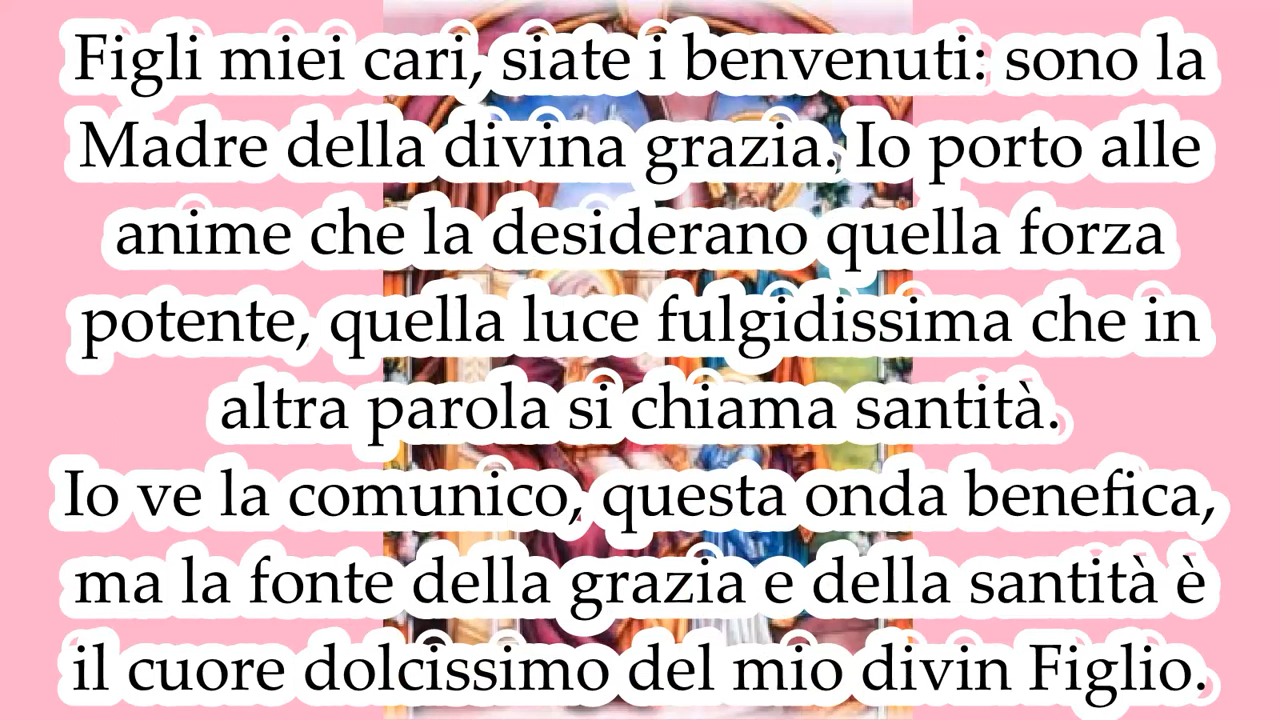 Figli miei cari, siate i benvenuti: sono la
Madre della divina grazia. Io porto alle
anime che la desiderano quella forza
potente, quella luce fulgidissima che in
altra parola si chiama santità.
Io ve la comunico, questa onda benefica,
ma la fonte della grazia e della santità è
il cuore dolcissimo del mio divin Figlio.